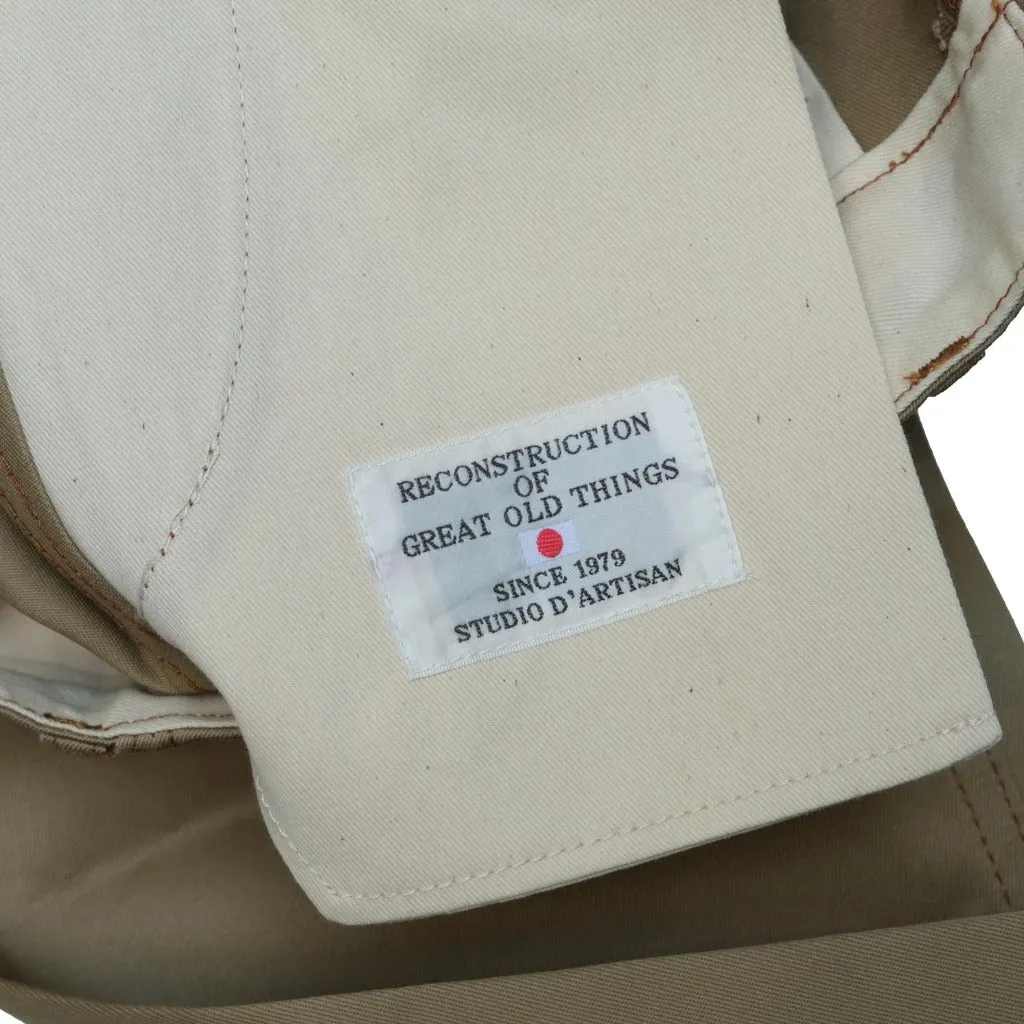 RECONSTRUCTION
OF
GREAT OLD THINGS
SINCE 1979
STUDIO D'ARTISAN